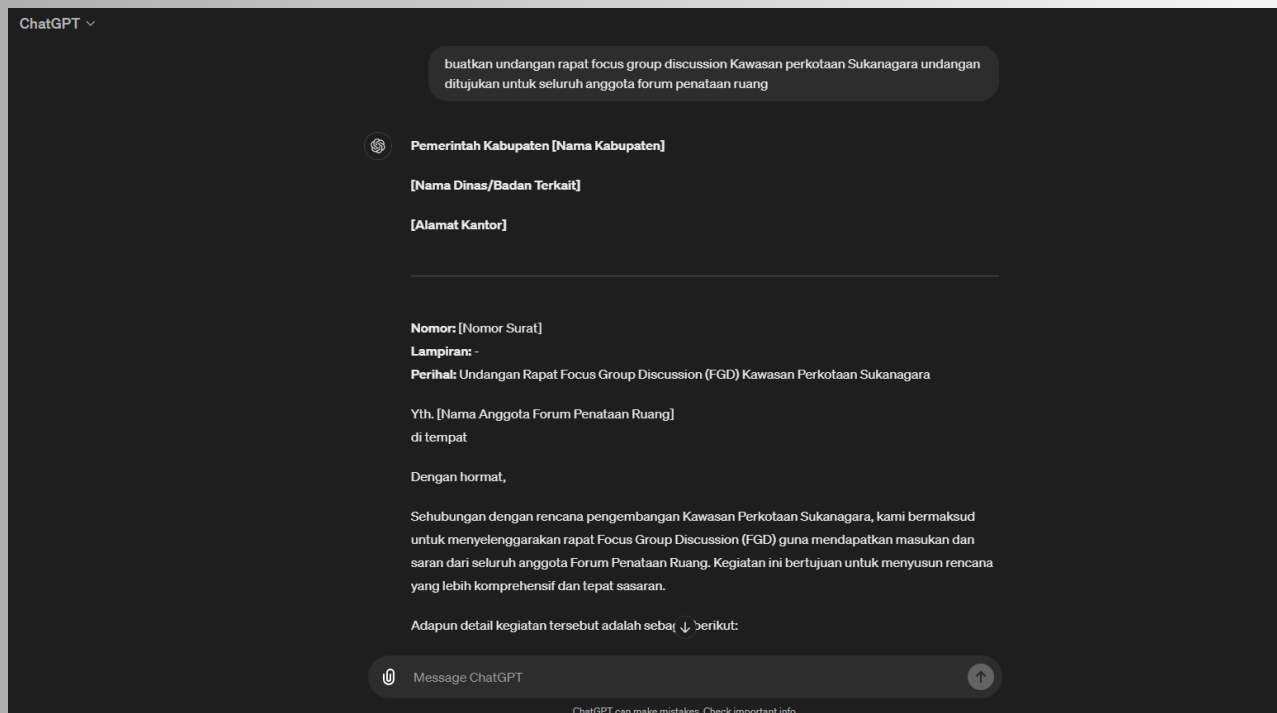 ChatGPT
buatkan undangan rapat focus group discussion Kawasan perkotaan Sukanagara undangan
ditujukan untuk seluruh anggota forum penataan ruang
Pemerintah Kabupaten [Nama Kabupaten]
[Nama Dinas/Badan Terkait]
[Alamat Kantor]
Nomor: [Nomor Surat]
Lampiran: -
Perihal: Undangan Rapat Focus Group Discussion (FGD) Kawasan Perkotaan Sukanagara
Yth. [Nama Anggota Forum Penataan Ruang]
di tempat
Dengan hormat,
Sehubungan dengan rencana pengembangan Kawasan Perkotaan Sukanagara, kami bermaksud
untuk menyelenggarakan rapat Focus Group Discussion (FGD) guna mendapatkan masukan dan
saran dari seluruh anggota Forum Penataan Ruang. Kegiatan ini bertujuan untuk menyusun rencana
yang lebih komprehensif dan tepat sasaran.
Adapun detail kegiatan tersebut adalah sebagai berikut:
Message ChatGPT
ChatGPT can make mistakes. Check important info.